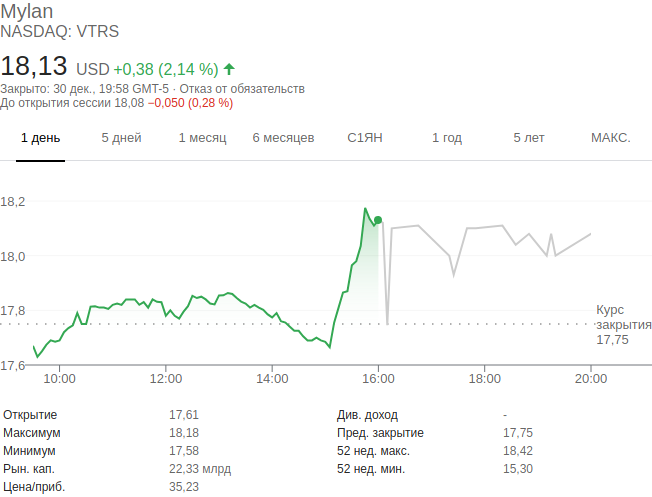 Mylan
NASDAQ: VTRS
18,13 USD +0,38 (2,14 %)
Закрыто: 30 дек., 19:58 GMT-5 · Отказ от обязательств
До открытия сессии 18,08 −0,050 (0,28 %)
1 день 5 дней 1 месяц 6 месяцев С1ЯН 1 год 5 лет МАКС.
18,2
18,0
17,8
Курс
закрытия
17,75
17,6
10:00 12:00 14:00 16:00 18:00 20:00
Открытие 17,61 Див. доход -
Максимум 18,18 Пред. закрытие 17,75
Минимум 17,58 52 нед. макс. 18,42
Рын. кап. 22,33 млрд 52 нед. мин. 15,30
Цена/приб. 35,23